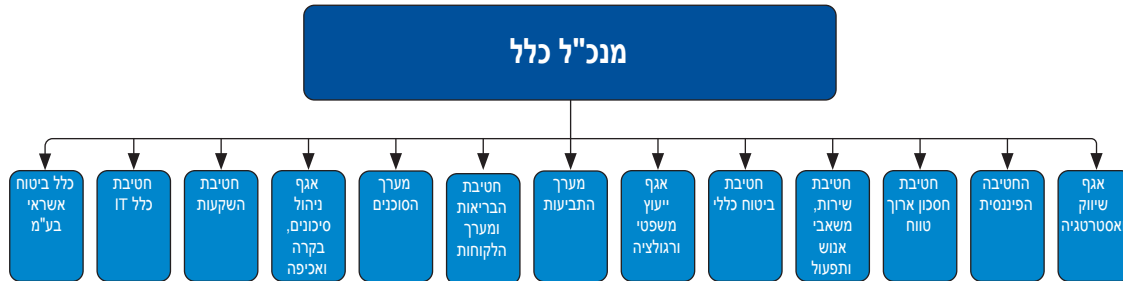 מנכ"ל כלל
אגף
שיווק
אסטרטגיה
החטיבה
הפיננסית
חטיבת
חסכון ארוך
טווח
חטיבת
שירות,
משאבי
אנוש
ותפעול
חטיבת
ביטוח כללי
אגף
ייעוץ
משפטי
ורגולציה
מערך
התביעות
חטיבת
הבריאות
ומערך
הלקוחות
מערך
הסוכנים
אגף
ניהול
סיכונים,
בקרה
ואכיפה
חטיבת
השקעות
חטיבת
כלל IT
כלל ביטוח
אשראי
בע"מ